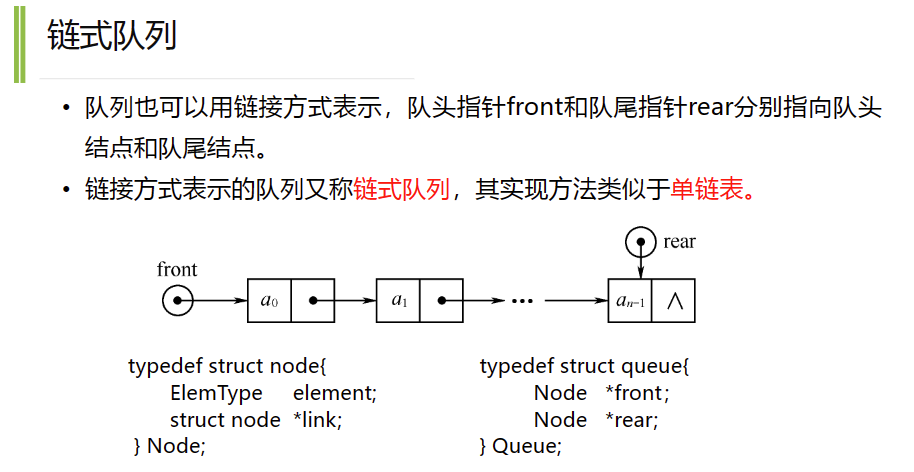 链式队列
• 队列也可以用链接方式表示，队头指针front和队尾指针rear分别指向队头
结点和队尾结点。
• 链接方式表示的队列又称链式队列，其实现方法类似于单链表。
rear
front
a₀ a₁ ••• aₙ₋₁ ∧
typedef struct node{
ElemType element;
struct node *link;
} Node;
typedef struct queue{
Node *front;
Node *rear;
} Queue;